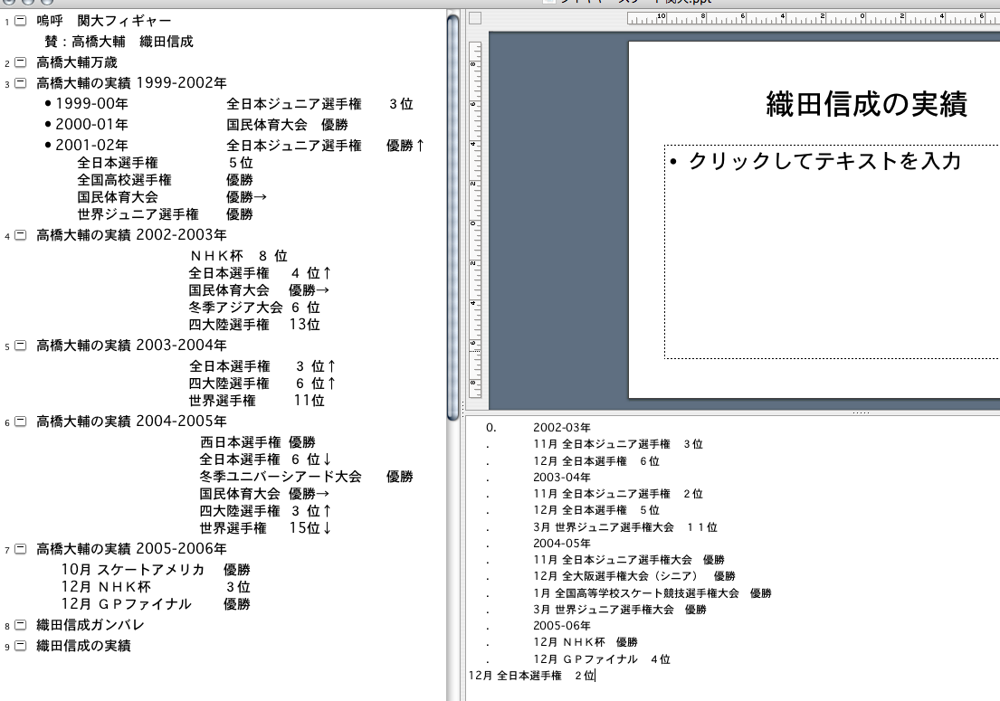 1 嗚呼　関大フィギャー
賛：高橋大輔　織田信成
2 高橋大輔万歳
3 高橋大輔の実績 1999-2002年
• 1999-00年 全日本ジュニア選手権 ３位
• 2000-01年 国民体育大会　優勝
• 2001-02年 全日本ジュニア選手権 優勝↑
全日本選手権 ５位
全国高校選手権 優勝
国民体育大会 優勝→
世界ジュニア選手権 優勝
4 高橋大輔の実績 2002-2003年
ＮＨＫ杯　８ 位
全日本選手権 ４ 位↑
国民体育大会 優勝→
冬季アジア大会 ６ 位
四大陸選手権 13位
5 高橋大輔の実績 2003-2004年
全日本選手権 ３ 位↑
四大陸選手権 ６ 位↑
世界選手権 11位
6 高橋大輔の実績 2004-2005年
西日本選手権 優勝
全日本選手権 ６ 位↓
冬季ユニバーシアード大会 優勝
国民体育大会 優勝→
四大陸選手権 ３ 位↑
世界選手権 15位↓
7 高橋大輔の実績 2005-2006年
10月 スケートアメリカ 優勝
12月 ＮＨＫ杯 ３位
12月 ＧＰファイナル 優勝
8 織田信成ガンバレ
9 織田信成の実績
10 8 6 4 2 0 2 4 6
8
6
4
2
0
2
4
6
8
織田信成の実績
• クリックしてテキストを入力
0. 2002-03年
. 11月 全日本ジュニア選手権　３位
. 12月 全日本選手権　６位
. 2003-04年
. 11月 全日本ジュニア選手権　２位
. 12月 全日本選手権　５位
. 3月 世界ジュニア選手権大会　１１位
. 2004-05年
. 11月 全日本ジュニア選手権大会　優勝
. 12月 全大阪選手権大会（シニア）　優勝
. 1月 全国高等学校スケート競技選手権大会　優勝
. 3月 世界ジュニア選手権大会　優勝
. 2005-06年
. 12月 ＮＨＫ杯　優勝
. 12月 ＧＰファイナル　４位
12月 全日本選手権　２位